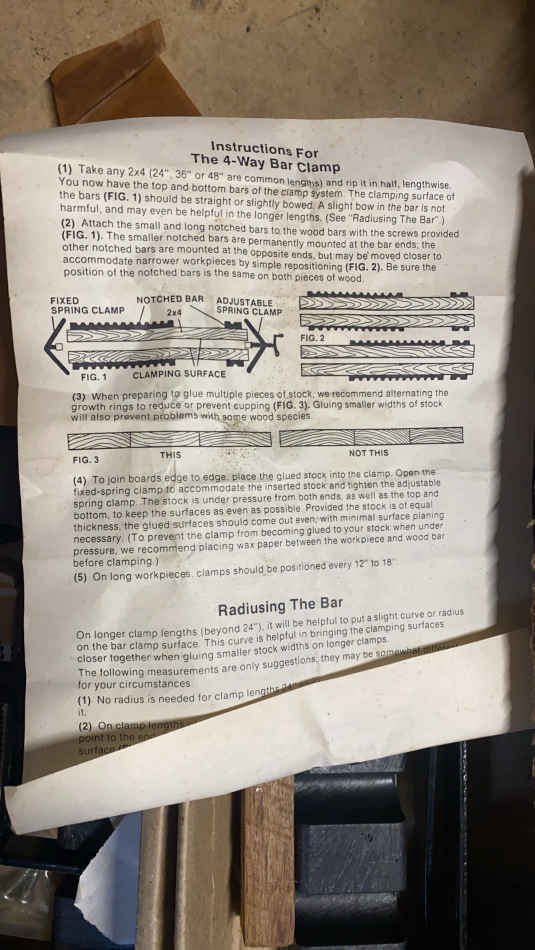 Instructions For
The 4-Way Bar Clamp
(1) Take any 2x4 (24", 36" or 48" are common lengths) and rip it in half, lengthwise.
You now have the top and bottom bars of the clamp system. The clamping surface of
the bars (FIG. 1) should be straight or slightly bowed. A slight bow in the bar is not
harmful, and may even be helpful in the longer lengths. (See "Radiusing The Bar".)
(2) Attach the small and long notched bars to the wood bars with the screws provided
(FIG. 1). The smaller notched bars are permanently mounted at the bar ends; the
other notched bars are mounted at the opposite ends, but may be moved closer to
accommodate narrower workpieces by simple repositioning (FIG. 2). Be sure the
position of the notched bars is the same on both pieces of wood.
FIXED
SPRING CLAMP
NOTCHED BAR
2x4
ADJUSTABLE
SPRING CLAMP
FIG. 1
CLAMPING SURFACE
FIG. 2
(3) When preparing to glue multiple pieces of stock, we recommend alternating the
growth rings to reduce or prevent cupping (FIG. 3). Gluing smaller widths of stock
will also prevent problems with some wood species.
FIG. 3
THIS
NOT THIS
(4) To join boards edge to edge, place the glued stock into the clamp. Open the
fixed-spring clamp to accommodate the inserted stock and tighten the adjustable
spring clamp. The stock is under pressure from both ends, as well as the top and
bottom, to keep the surfaces as even as possible. Provided the stock is of equal
thickness, the glued surfaces should come out even, with minimal surface planing
necessary. (To prevent the clamp from becoming glued to your stock when under
pressure, we recommend placing wax paper between the workpiece and wood bar
before clamping.)
(5) On long workpieces, clamps should be positioned every 12" to 18".
Radiusing The Bar
On longer clamp lengths (beyond 24"), it will be helpful to put a slight curve or radius
on the bar clamp surface. This curve is helpful in bringing the clamping surfaces
closer together when gluing smaller stock widths on longer clamps.
The following measurements are only suggestions; they may be somewhat
for your circumstances.
(1) No radius is needed for clamp lengths 24"
it.
(2) On clamp lengths
point to the end
surface